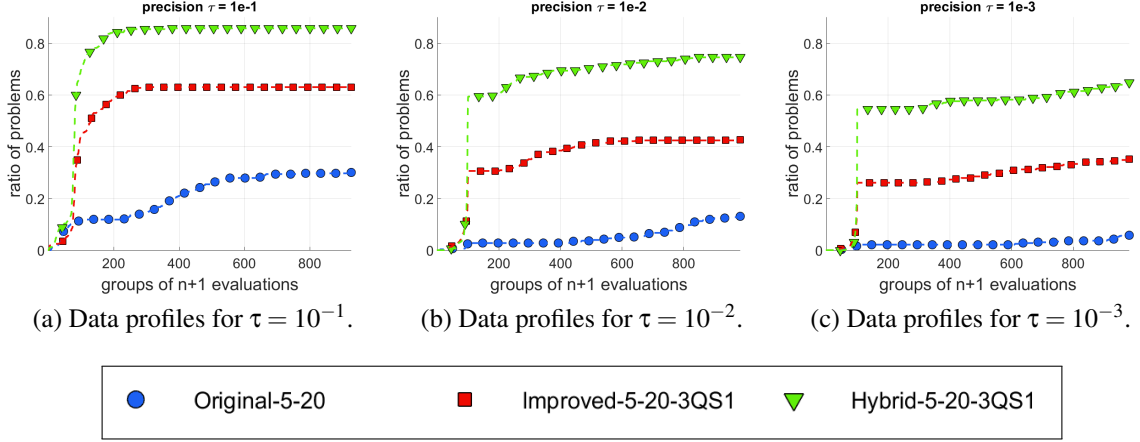 precision τ = 1e-1
ratio of problems
0.8
0.6
0.4
0.2
0
200 400 600 800
groups of n+1 evaluations
(a) Data profiles for τ = 10⁻¹.
precision τ = 1e-2
ratio of problems
0.8
0.6
0.4
0.2
0
200 400 600 800
groups of n+1 evaluations
(b) Data profiles for τ = 10⁻².
precision τ = 1e-3
ratio of problems
0.8
0.6
0.4
0.2
0
200 400 600 800
groups of n+1 evaluations
(c) Data profiles for τ = 10⁻³.
Original-5-20 Improved-5-20-3QS1 Hybrid-5-20-3QS1